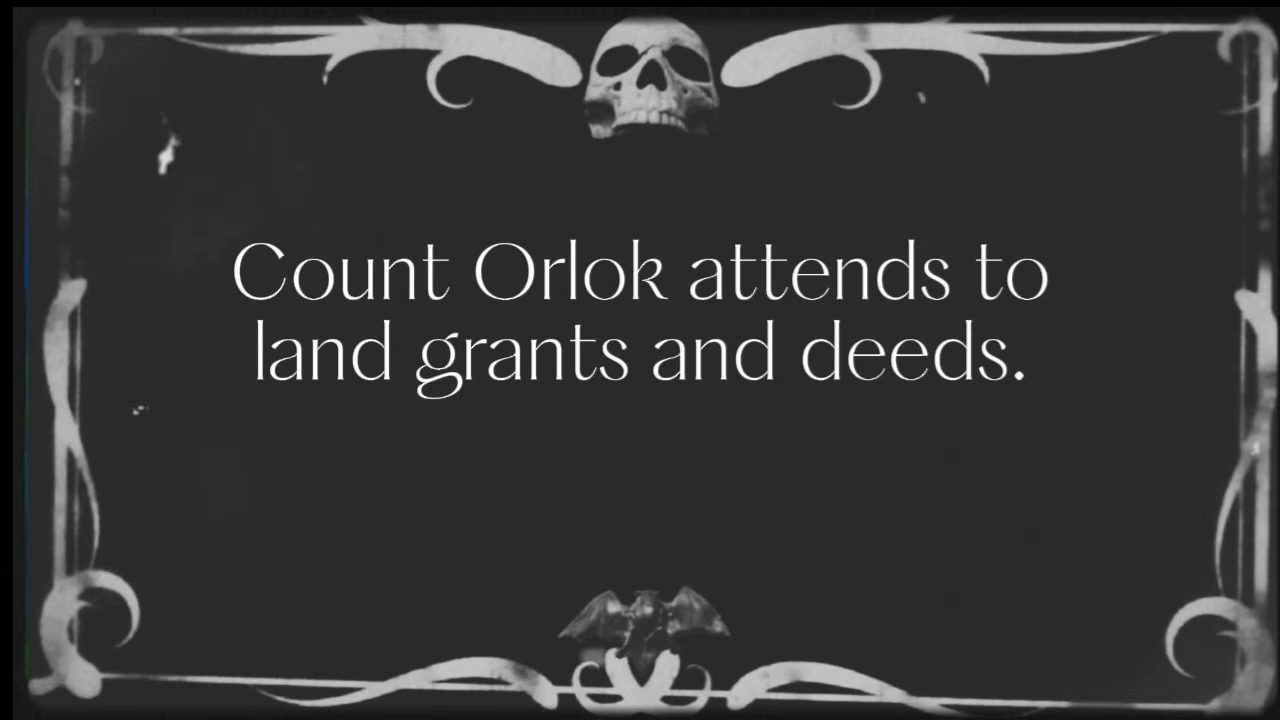 Count Orlok attends to
land grants and deeds.